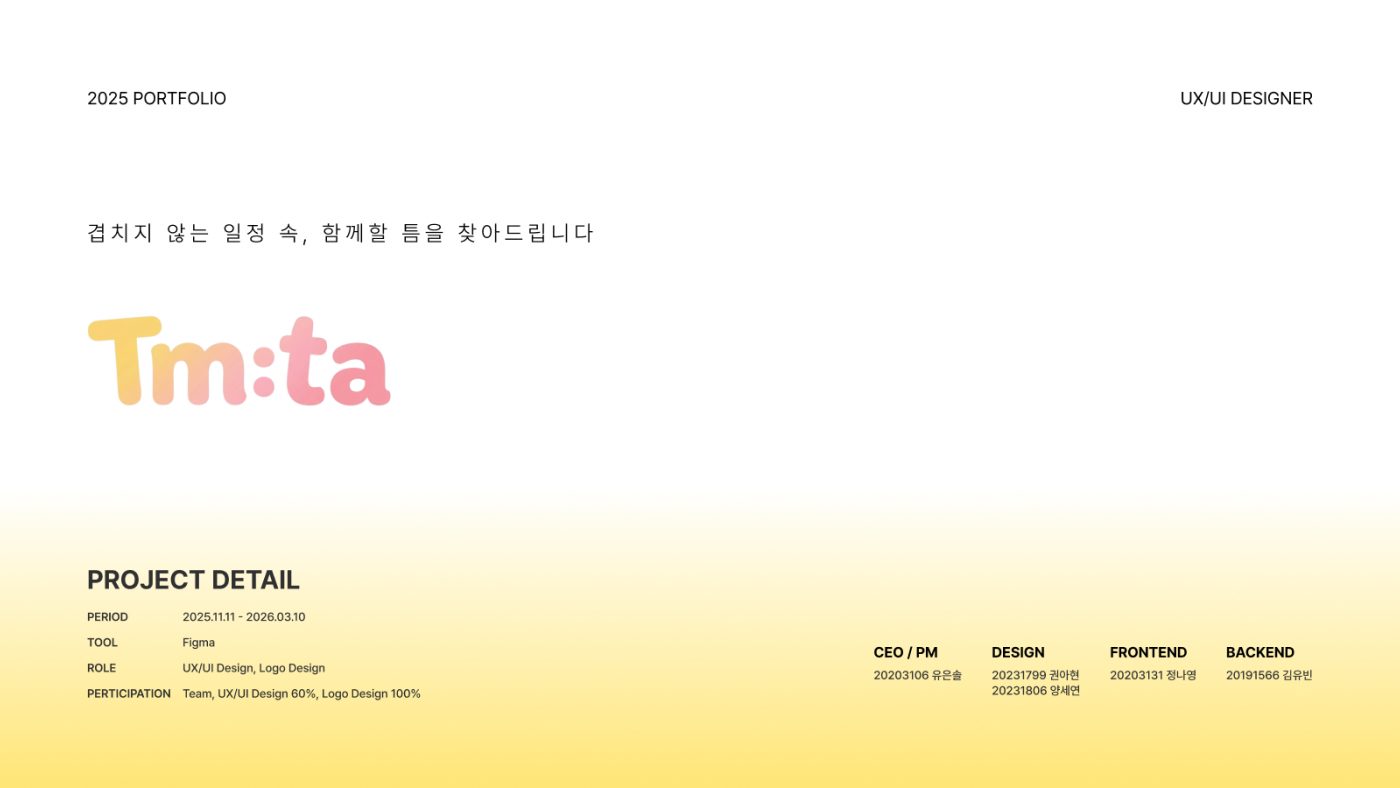 2025 PORTFOLIO
UX/UI DESIGNER
겹치지 않는 일정 속, 함께할 틈을 찾아드립니다
Tm:ta
PROJECT DETAIL
PERIOD 2025.11.11 - 2026.03.10
TOOL Figma
ROLE UX/UI Design, Logo Design
PERTICIPATION Team, UX/UI Design 60%, Logo Design 100%
CEO / PM
20203106 유은솔
DESIGN
20231799 권아현
20231806 양세연
FRONTEND
20203131 정나영
BACKEND
20191566 김유빈